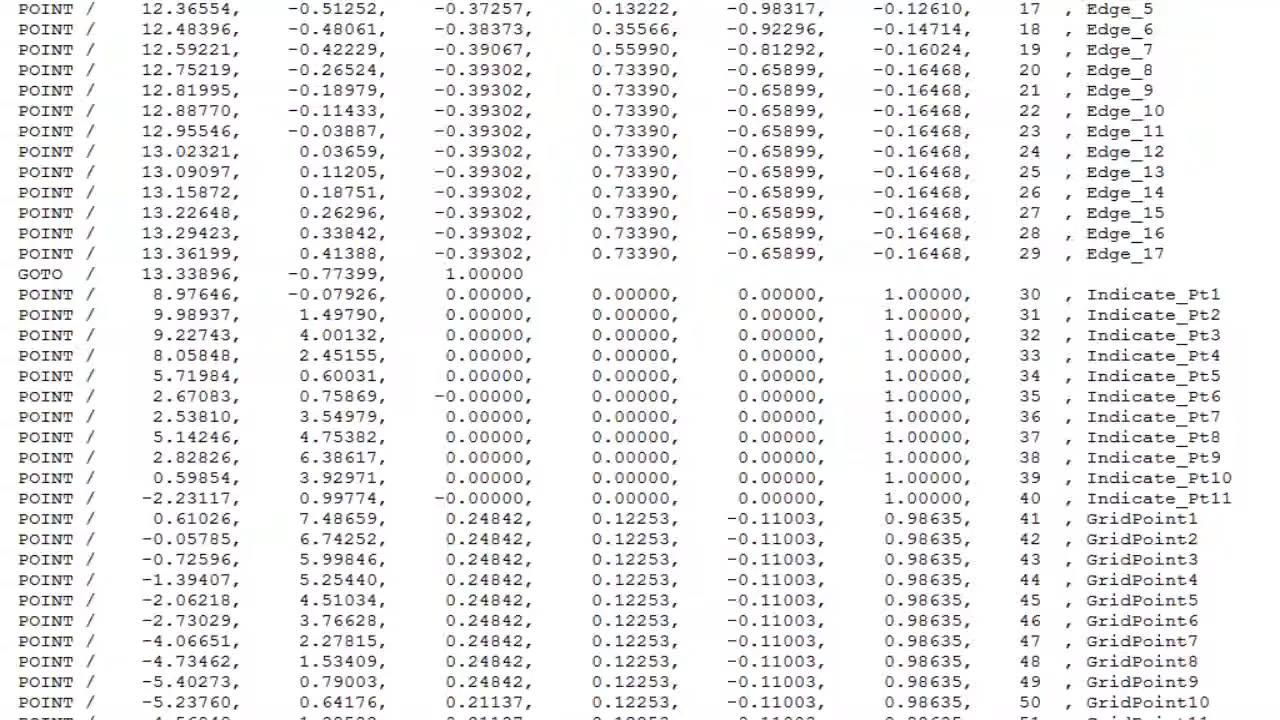 POINT / 12.36554, -0.51252, -0.37257, 0.13222, -0.98317, -0.12610, 17 , Edge_5
POINT / 12.48396, -0.48061, -0.38373, 0.35566, -0.92296, -0.14714, 18 , Edge_6
POINT / 12.59221, -0.42229, -0.39067, 0.55990, -0.81292, -0.16024, 19 , Edge_7
POINT / 12.75219, -0.26524, -0.39302, 0.73390, -0.65899, -0.16468, 20 , Edge_8
POINT / 12.81995, -0.18979, -0.39302, 0.73390, -0.65899, -0.16468, 21 , Edge_9
POINT / 12.88770, -0.11433, -0.39302, 0.73390, -0.65899, -0.16468, 22 , Edge_10
POINT / 12.95546, -0.03887, -0.39302, 0.73390, -0.65899, -0.16468, 23 , Edge_11
POINT / 13.02321, 0.03659, -0.39302, 0.73390, -0.65899, -0.16468, 24 , Edge_12
POINT / 13.09097, 0.11205, -0.39302, 0.73390, -0.65899, -0.16468, 25 , Edge_13
POINT / 13.15872, 0.18751, -0.39302, 0.73390, -0.65899, -0.16468, 26 , Edge_14
POINT / 13.22648, 0.26296, -0.39302, 0.73390, -0.65899, -0.16468, 27 , Edge_15
POINT / 13.29423, 0.33842, -0.39302, 0.73390, -0.65899, -0.16468, 28 , Edge_16
POINT / 13.36199, 0.41388, -0.39302, 0.73390, -0.65899, -0.16468, 29 , Edge_17
GOTO / 13.33896, -0.77399, 1.00000
POINT / 8.97646, -0.07926, 0.00000, 0.00000, 0.00000, 1.00000, 30 , Indicate_Pt1
POINT / 9.98937, 1.49790, 0.00000, 0.00000, 0.00000, 1.00000, 31 , Indicate_Pt2
POINT / 9.22743, 4.00132, 0.00000, 0.00000, 0.00000, 1.00000, 32 , Indicate_Pt3
POINT / 8.05848, 2.45155, 0.00000, 0.00000, 0.00000, 1.00000, 33 , Indicate_Pt4
POINT / 5.71984, 0.60031, 0.00000, 0.00000, 0.00000, 1.00000, 34 , Indicate_Pt5
POINT / 2.67083, 0.75869, -0.00000, 0.00000, 0.00000, 1.00000, 35 , Indicate_Pt6
POINT / 2.53810, 3.54979, 0.00000, 0.00000, 0.00000, 1.00000, 36 , Indicate_Pt7
POINT / 5.14246, 4.75382, 0.00000, 0.00000, 0.00000, 1.00000, 37 , Indicate_Pt8
POINT / 2.82826, 6.38617, 0.00000, 0.00000, 0.00000, 1.00000, 38 , Indicate_Pt9
POINT / 0.59854, 3.92971, 0.00000, 0.00000, 0.00000, 1.00000, 39 , Indicate_Pt10
POINT / -2.23117, 0.99774, -0.00000, 0.00000, 0.00000, 1.00000, 40 , Indicate_Pt11
POINT / 0.61026, 7.48659, 0.24842, 0.12253, -0.11003, 0.98635, 41 , GridPoint1
POINT / -0.05785, 6.74252, 0.24842, 0.12253, -0.11003, 0.98635, 42 , GridPoint2
POINT / -0.72596, 5.99846, 0.24842, 0.12253, -0.11003, 0.98635, 43 , GridPoint3
POINT / -1.39407, 5.25440, 0.24842, 0.12253, -0.11003, 0.98635, 44 , GridPoint4
POINT / -2.06218, 4.51034, 0.24842, 0.12253, -0.11003, 0.98635, 45 , GridPoint5
POINT / -2.73029, 3.76628, 0.24842, 0.12253, -0.11003, 0.98635, 46 , GridPoint6
POINT / -4.06651, 2.27815, 0.24842, 0.12253, -0.11003, 0.98635, 47 , GridPoint7
POINT / -4.73462, 1.53409, 0.24842, 0.12253, -0.11003, 0.98635, 48 , GridPoint8
POINT / -5.40273, 0.79003, 0.24842, 0.12253, -0.11003, 0.98635, 49 , GridPoint9
POINT / -5.23760, 0.64176, 0.21137, 0.12253, -0.11003, 0.98635, 50 , GridPoint10